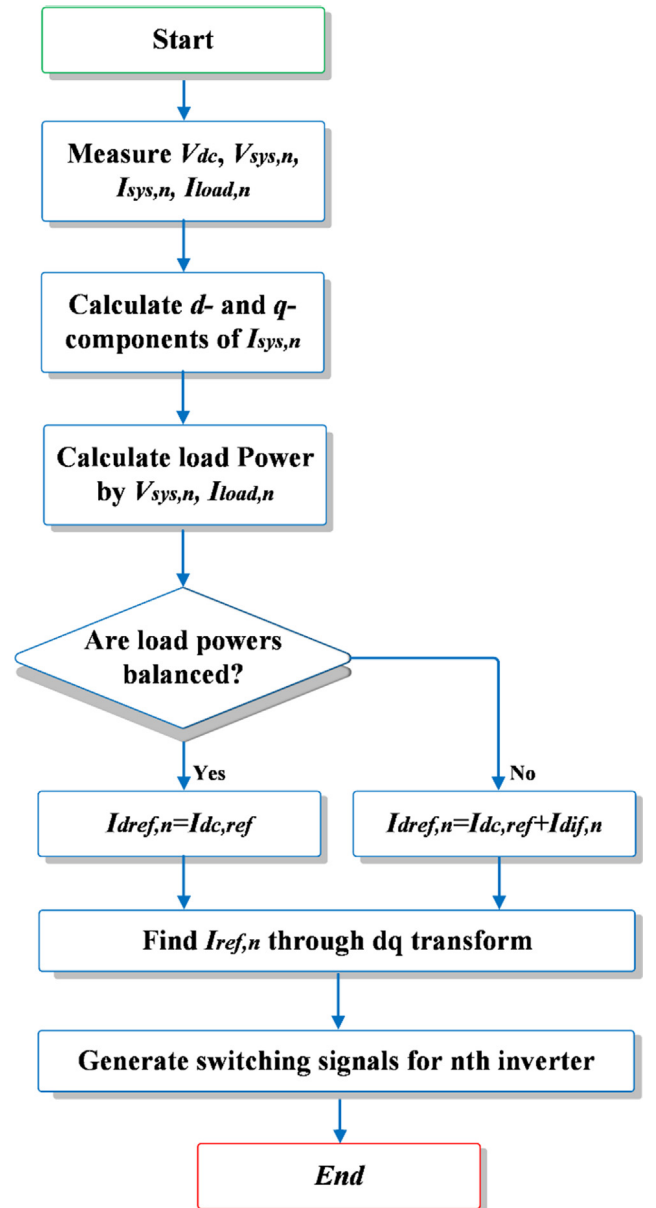 Start
Measure Vdc, Vsys,n,
Isys,n, Iload,n
Calculate d- and q-
components of Isys,n
Calculate load Power
by Vsys,n, Iload,n
Are load powers
balanced?
Yes
No
Idref,n=Idc,ref
Idref,n=Idc,ref+Idif,n
Find Iref,n through dq transform
Generate switching signals for nth inverter
End